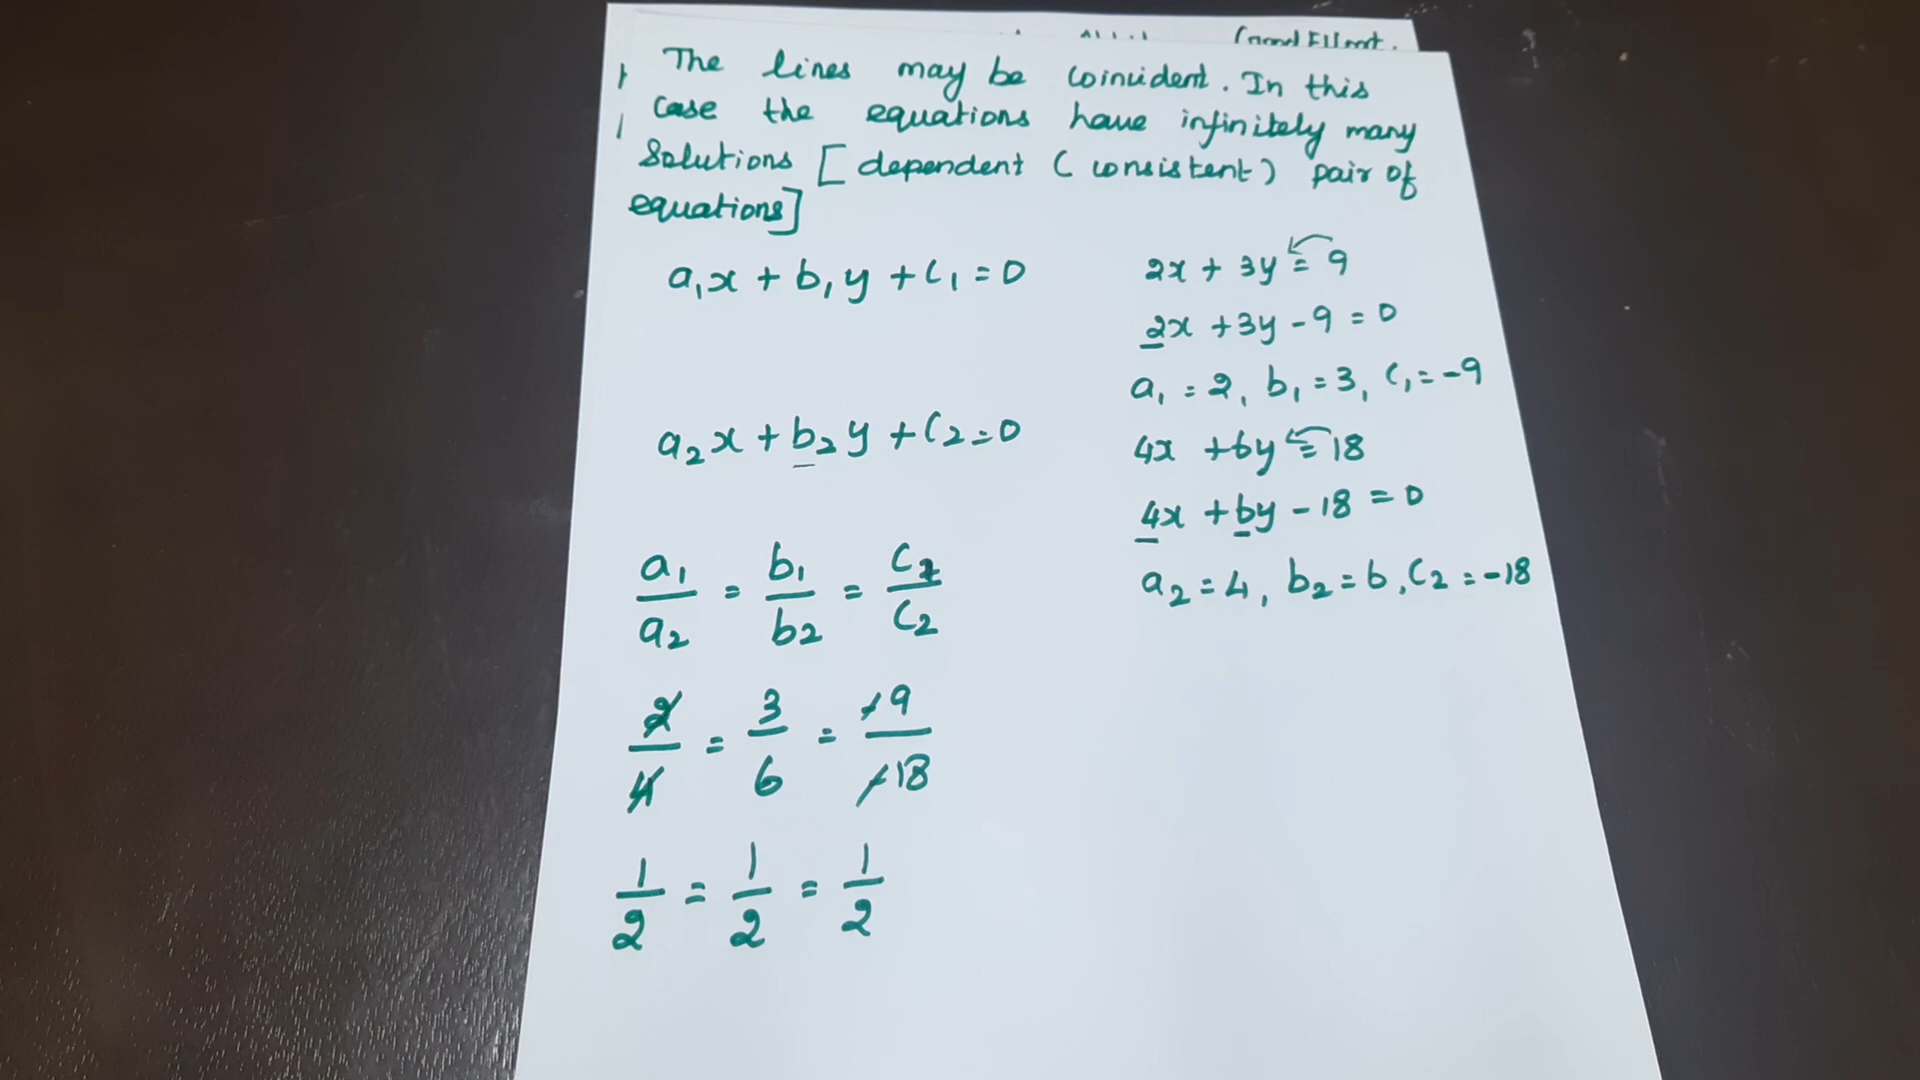 Good Effort.
The lines may be coincident. In this
case the equations have infinitely many
Solutions [dependent (consistent) pair of
equations]
a₁x + b₁y + c₁ = 0
a₂x + b₂y + c₂ = 0
a₁/a₂ = b₁/b₂ = c₁/c₂
2/4 = 3/6 = -9/-18
1/2 = 1/2 = 1/2
2x + 3y = 9
2x + 3y - 9 = 0
a₁ = 2, b₁ = 3, c₁ = -9
4x + 6y = 18
4x + 6y - 18 = 0
a₂ = 4, b₂ = 6, c₂ = -18